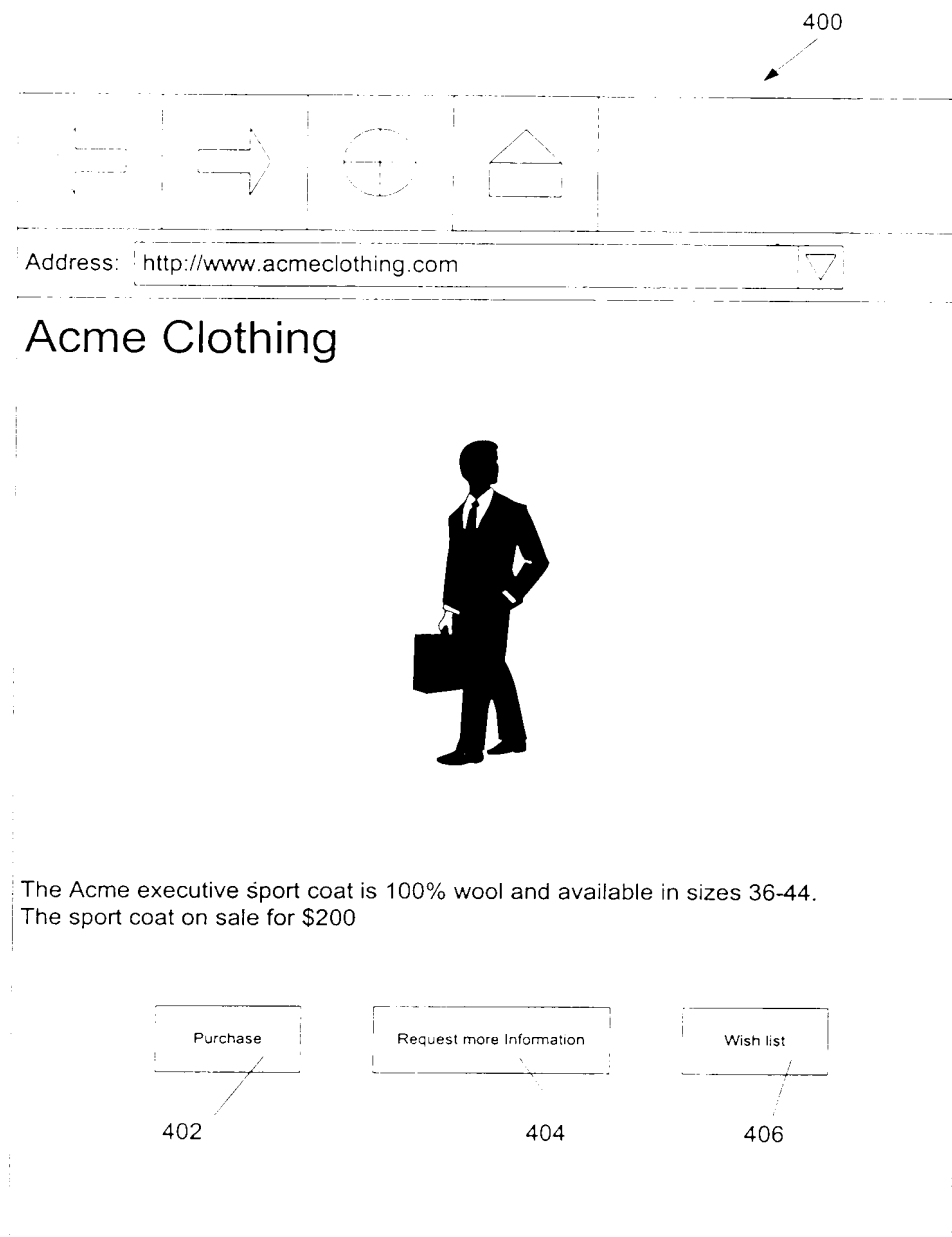 400
Address: http://www.acmeclothing.com
Acme Clothing
The Acme executive sport coat is 100% wool and available in sizes 36-44.
The sport coat on sale for $200
Purchase
Request more Information
Wish list
402
404
406